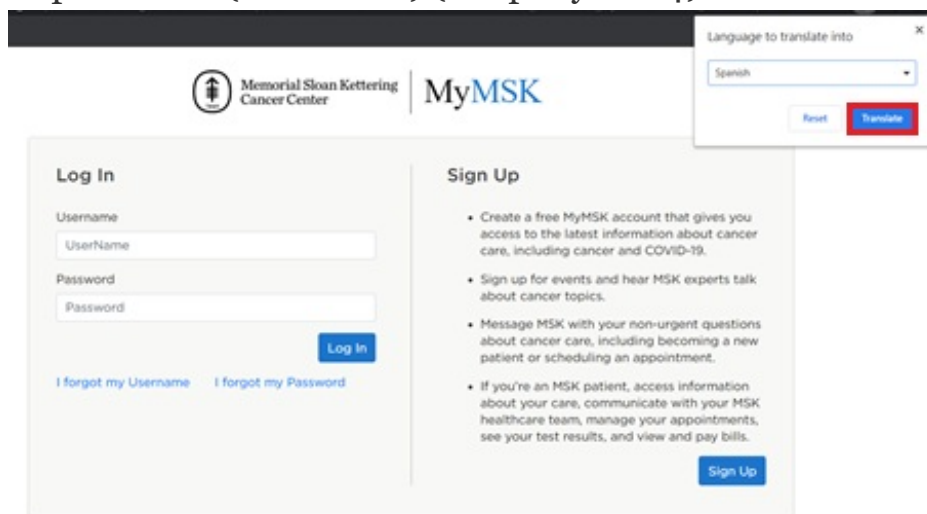 Language to translate into
×
Spanish
Reset
Translate
Memorial Sloan Kettering
Cancer Center
MyMSK
Log In
Username
UserName
Password
Password
Log In
I forgot my Username
I forgot my Password
Sign Up
• Create a free MyMSK account that gives you
access to the latest information about cancer
care, including cancer and COVID-19.
• Sign up for events and hear MSK experts talk
about cancer topics.
• Message MSK with your non-urgent questions
about cancer care, including becoming a new
patient or scheduling an appointment.
• If you're an MSK patient, access information
about your care, communicate with your MSK
healthcare team, manage your appointments,
see your test results, and view and pay bills.
Sign Up